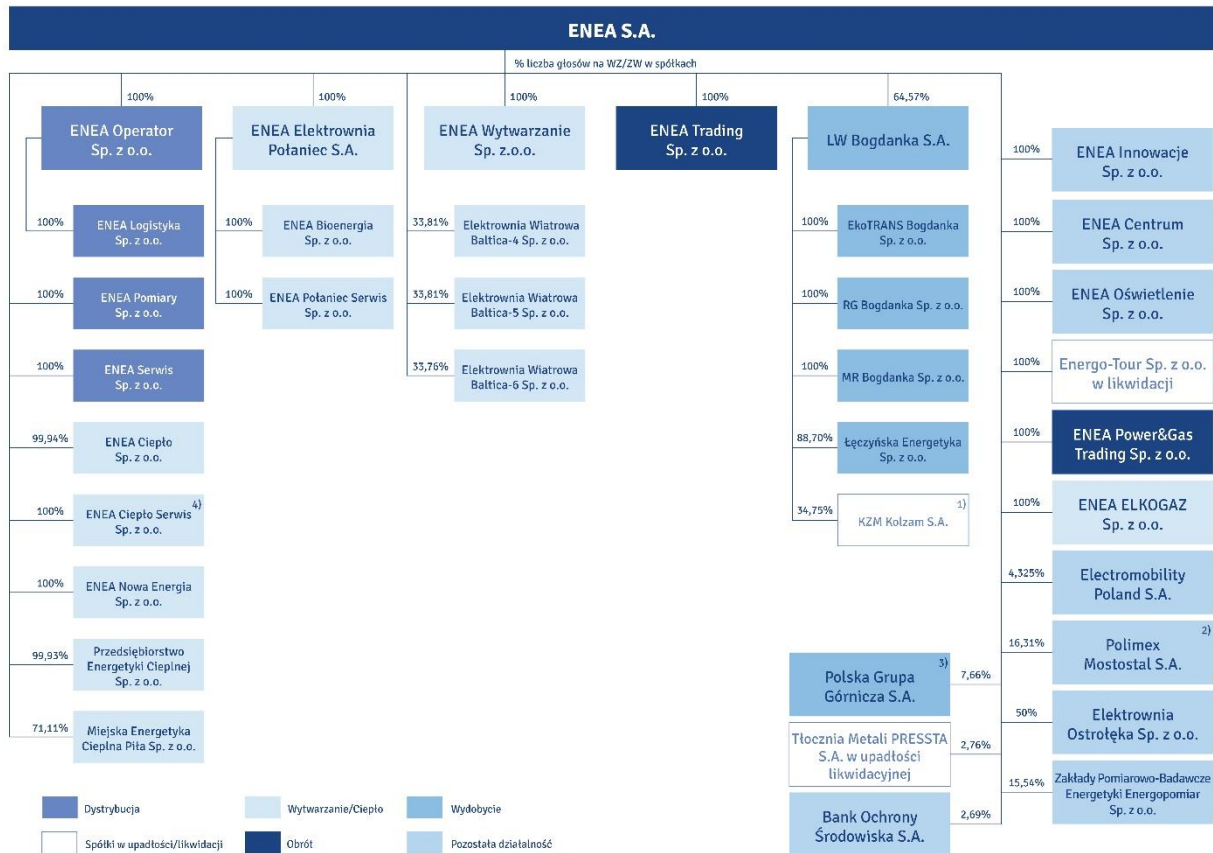 ENEA S.A.
% liczba głosów na WZ/ZW w spółkach
100%
ENEA Operator
Sp. z o.o.
100%
ENEA Logistyka
Sp. z o.o.
100%
ENEA Pomiary
Sp. z o.o.
100%
ENEA Serwis
Sp. z o.o.
99,94%
ENEA Ciepło
Sp. z o.o.
100%
ENEA Ciepło Serwis 4)
Sp. z o.o.
100%
ENEA Nowa Energia
Sp. z o.o.
99,93%
Przedsiębiorstwo
Energetyki Cieplnej
Sp. z o.o.
71,11%
Miejska Energetyka
Cieplna Piła Sp. z o.o.
100%
ENEA Elektrownia
Połaniec S.A.
100%
ENEA Bioenergia
Sp. z o.o.
100%
ENEA Połaniec Serwis
Sp. z o.o.
100%
ENEA Wytwarzanie
Sp. z.o.o.
33,81%
Elektrownia Wiatrowa
Baltica-4 Sp. z o.o.
33,81%
Elektrownia Wiatrowa
Baltica-5 Sp. z o.o.
33,76%
Elektrownia Wiatrowa
Baltica-6 Sp. z o.o.
100%
ENEA Trading
Sp. z o.o.
64,57%
LW Bogdanka S.A.
100%
EkoTRANS Bogdanka
Sp. z o.o.
100%
RG Bogdanka Sp. z o.o.
100%
MR Bogdanka Sp. z o.o.
88,70%
Łęczyńska Energetyka
Sp. z o.o.
34,75%
KZM Kolzam S.A. 1)
100%
ENEA Innowacje
Sp. z o.o.
100%
ENEA Centrum
Sp. z o.o.
100%
ENEA Oświetlenie
Sp. z o.o.
100%
Energo-Tour Sp. z o.o.
w likwidacji
100%
ENEA Power&Gas
Trading Sp. z o.o.
100%
ENEA ELKOGAZ
Sp. z o.o.
4,325%
Electromobility
Poland S.A.
16,31%
Polimex 2)
Mostostal S.A.
50%
Elektrownia
Ostrołęka Sp. z o.o.
15,54%
Zakłady Pomiarowo-Badawcze
Energetyki Energopomiar
Sp. z o.o.
Polska Grupa 3)
Górnicza S.A.
7,66%
Tłocznia Metali PRESSTA
S.A. w upadłości
likwidacyjnej
2,76%
Bank Ochrony
Środowiska S.A.
2,69%
Dystrybucja
Wytwarzanie/Ciepło
Wydobycie
Spółki w upadłości/likwidacji
Obrót
Pozostała działalność